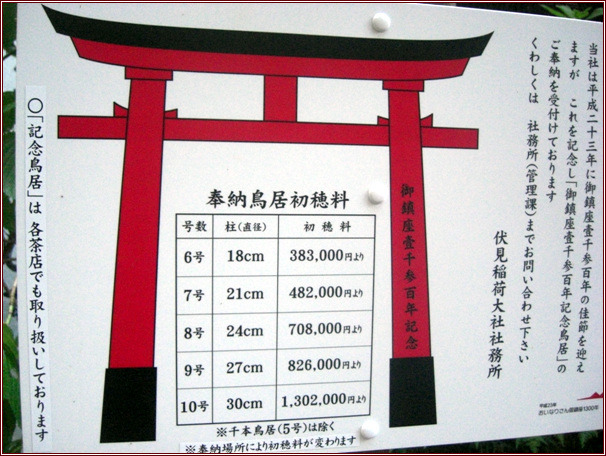 当社は平成二十三年に御鎮座壹千参百年の佳節を迎え
ますが これを記念し「御鎮座壹千参百年記念鳥居」の
ご奉納を受付けております
くわしくは 社務所(管理課)までお問い合わせ下さい
伏見稲荷大社社務所
御鎮座壹千参百年記念
奉納鳥居初穂料
号数 柱(直径) 初穂料
6号 18cm 383,000円より
7号 21cm 482,000円より
8号 24cm 708,000円より
9号 27cm 826,000円より
10号 30cm 1,302,000円より
※千本鳥居(5号)は除く
※奉納場所により初穂料が変わります
〇「記念鳥居」は 各茶店でも取り扱いしております
平成23年
おいなりさん御鎮座1300年